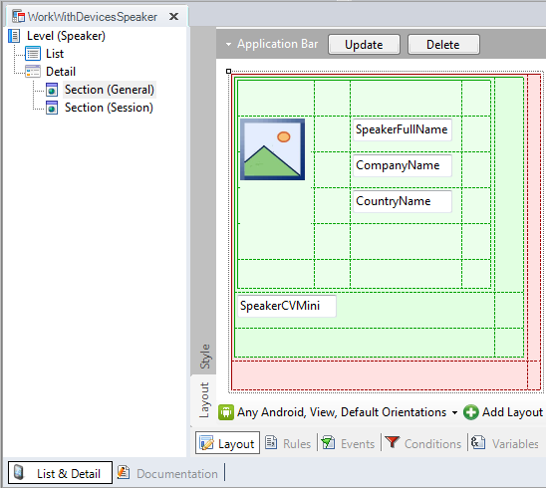 WorkWithDevicesSpeaker
Level (Speaker)
List
Detail
Section (General)
Section (Session)
Application Bar
Update
Delete
SpeakerFullName
CompanyName
CountryName
SpeakerCVMini
Style
Layout
Any Android, View, Default Orientations
Add Layout
Layout
Rules
Events
Conditions
Variables
List & Detail
Documentation